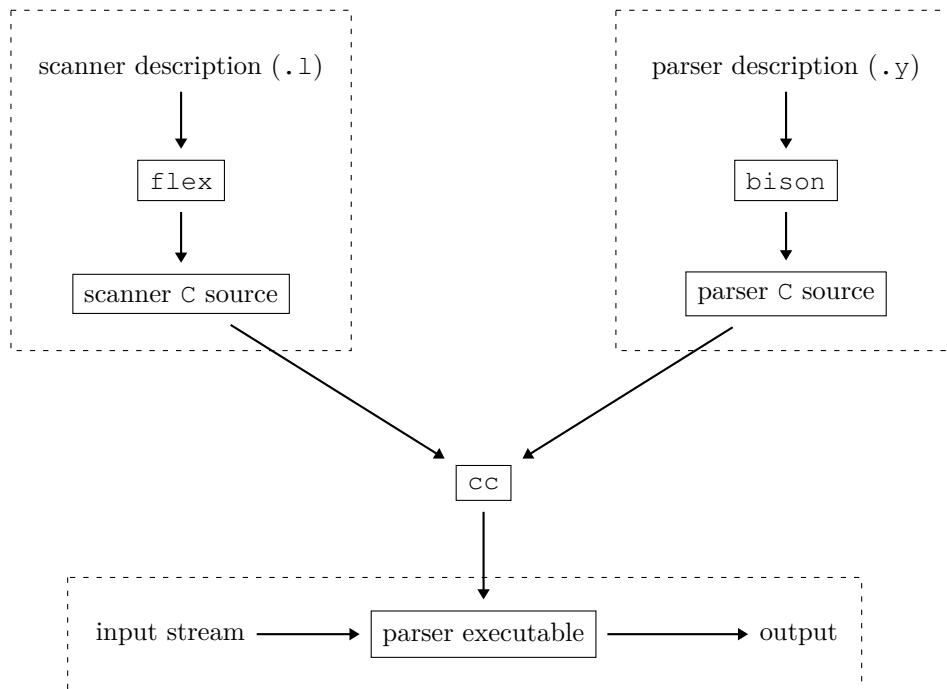 scanner description (.l)
parser description (.y)
flex
bison
scanner C source
parser C source
cc
input stream
parser executable
output